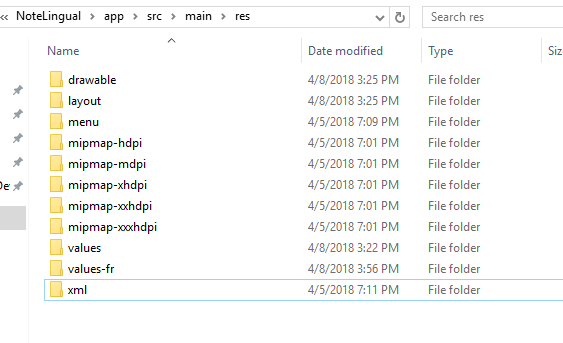 « NoteLingual › app › src › main › res Search res
Name Date modified Type Siz
drawable 4/8/2018 3:25 PM File folder
layout 4/8/2018 3:25 PM File folder
menu 4/5/2018 7:09 PM File folder
mipmap-hdpi 4/5/2018 7:01 PM File folder
mipmap-mdpi 4/5/2018 7:01 PM File folder
mipmap-xhdpi 4/5/2018 7:01 PM File folder
mipmap-xxhdpi 4/5/2018 7:01 PM File folder
mipmap-xxxhdpi 4/5/2018 7:01 PM File folder
values 4/8/2018 3:22 PM File folder
values-fr 4/8/2018 3:56 PM File folder
xml 4/5/2018 7:11 PM File folder